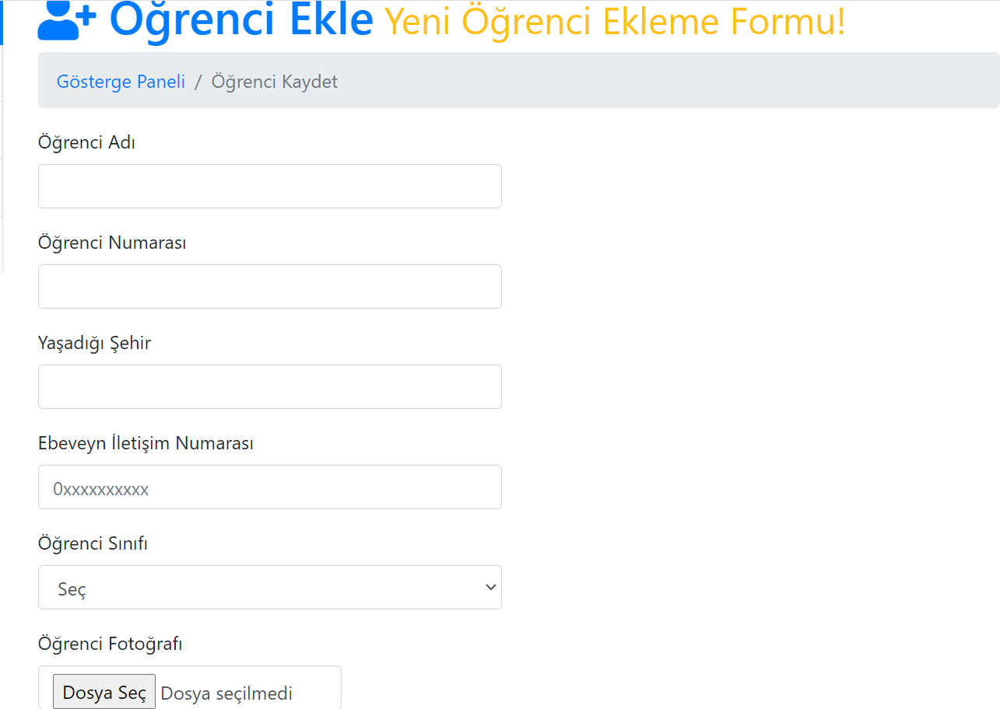 Öğrenci Ekle Yeni Öğrenci Ekleme Formu!
Gösterge Paneli / Öğrenci Kaydet
Öğrenci Adı
Öğrenci Numarası
Yaşadığı Şehir
Ebeveyn İletişim Numarası
0xxxxxxxxxx
Öğrenci Sınıfı
Seç
Öğrenci Fotoğrafı
Dosya Seç Dosya seçilmedi